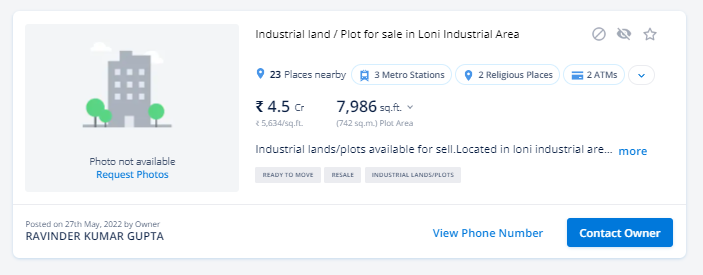 Industrial land / Plot for sale in Loni Industrial Area
23 Places nearby
3 Metro Stations
2 Religious Places
2 ATMs
₹ 4.5 Cr
7,986 sq.ft.
₹ 5,634/sq.ft.
(742 sq.m.) Plot Area
Photo not available
Request Photos
Industrial lands/plots available for sell.Located in loni industrial are... more
READY TO MOVE
RESALE
INDUSTRIAL LANDS/PLOTS
Posted on 27th May, 2022 by Owner
RAVINDER KUMAR GUPTA
View Phone Number
Contact Owner